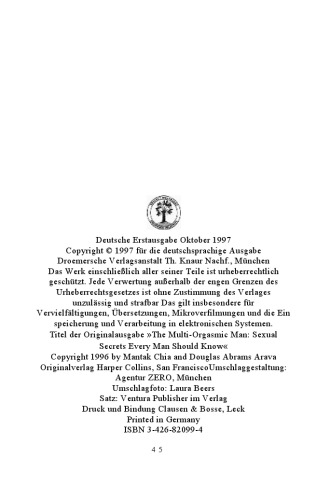 Deutsche Erstausgabe Oktober 1997
Copyright © 1997 für die deutschsprachige Ausgabe
Droemersche Verlagsanstalt Th. Knaur Nachf., München
Das Werk einschließlich aller seiner Teile ist urheberrechtlich
geschützt. Jede Verwertung außerhalb der engen Grenzen des
Urheberrechtsgesetzes ist ohne Zustimmung des Verlages
unzulässig und strafbar Das gilt insbesondere für
Vervielfältigungen, Übersetzungen, Mikroverfilmungen und die Ein
speicherung und Verarbeitung in elektronischen Systemen.
Titel der Originalausgabe »The Multi-Orgasmic Man: Sexual
Secrets Every Man Should Know«
Copyright 1996 by Mantak Chia and Douglas Abrams Arava
Originalverlag Harper Collins, San FranciscoUmschlaggestaltung:
Agentur ZERO, München
Umschlagfoto: Laura Beers
Satz: Ventura Publisher im Verlag
Druck und Bindung Clausen & Bosse, Leck
Printed in Germany
ISBN 3-426-82099-4
4 5